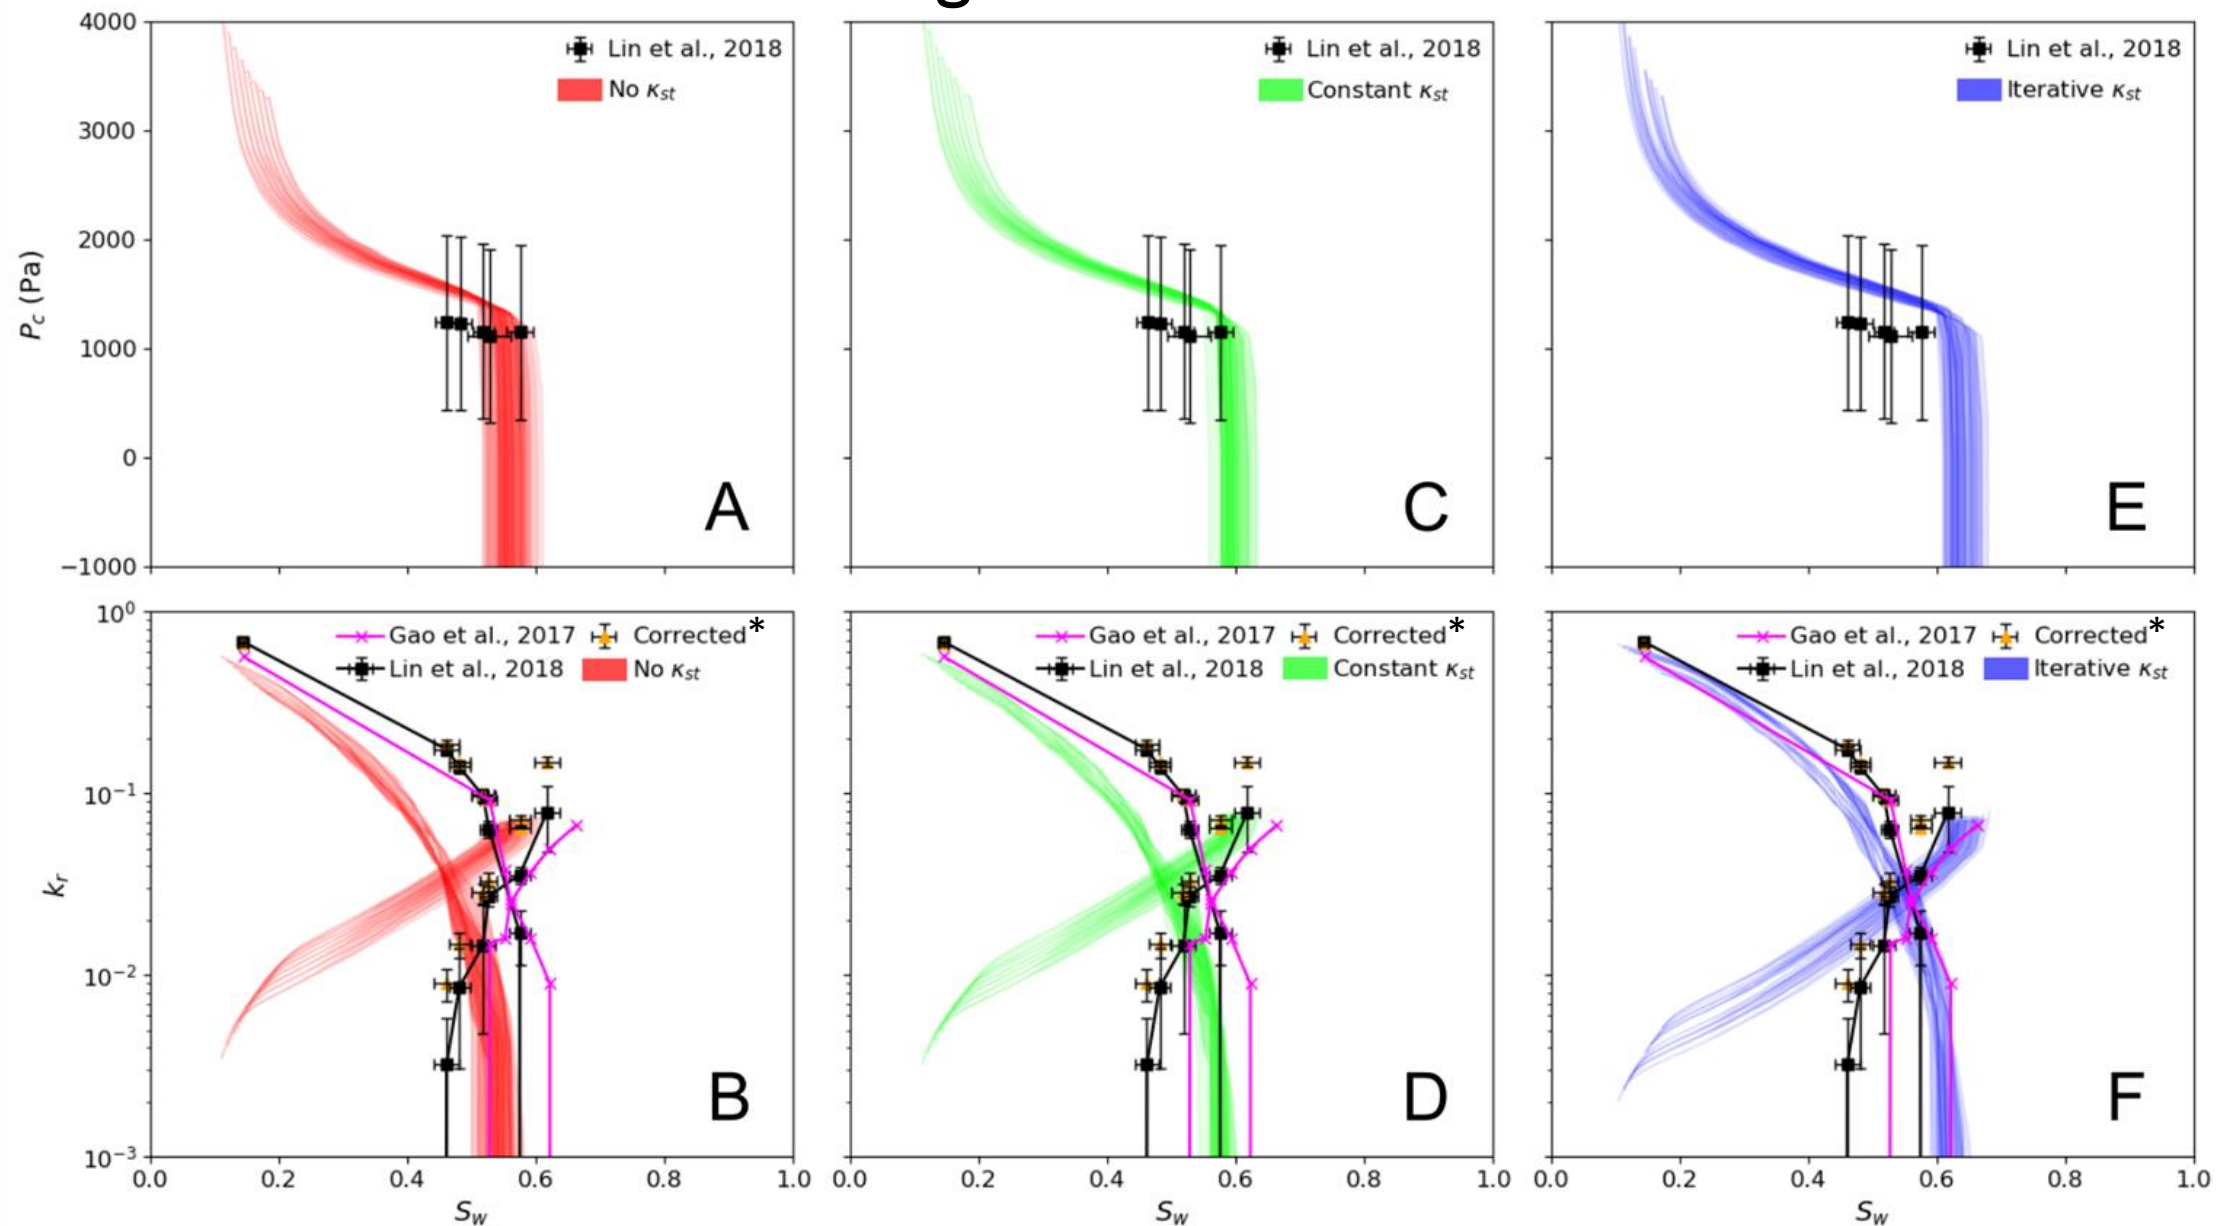 g
4000
3000
2000
1000
0
−1000
P_c (Pa)
Lin et al., 2018
No κ_st
A
Lin et al., 2018
Constant κ_st
C
Lin et al., 2018
Iterative κ_st
E
10^0
10^-1
10^-2
10^-3
k_r
Gao et al., 2017 Corrected*
Lin et al., 2018 No κ_st
B
0.0 0.2 0.4 0.6 0.8 1.0
S_w
Gao et al., 2017 Corrected*
Lin et al., 2018 Constant κ_st
D
0.0 0.2 0.4 0.6 0.8 1.0
S_w
Gao et al., 2017 Corrected*
Lin et al., 2018 Iterative κ_st
F
0.0 0.2 0.4 0.6 0.8 1.0
S_w